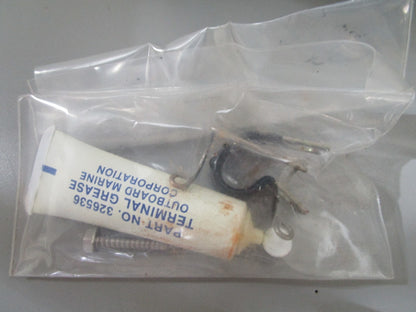 PART NO. 326536
TERMINAL GREASE
OUTBOARD MARINE
CORPORATION